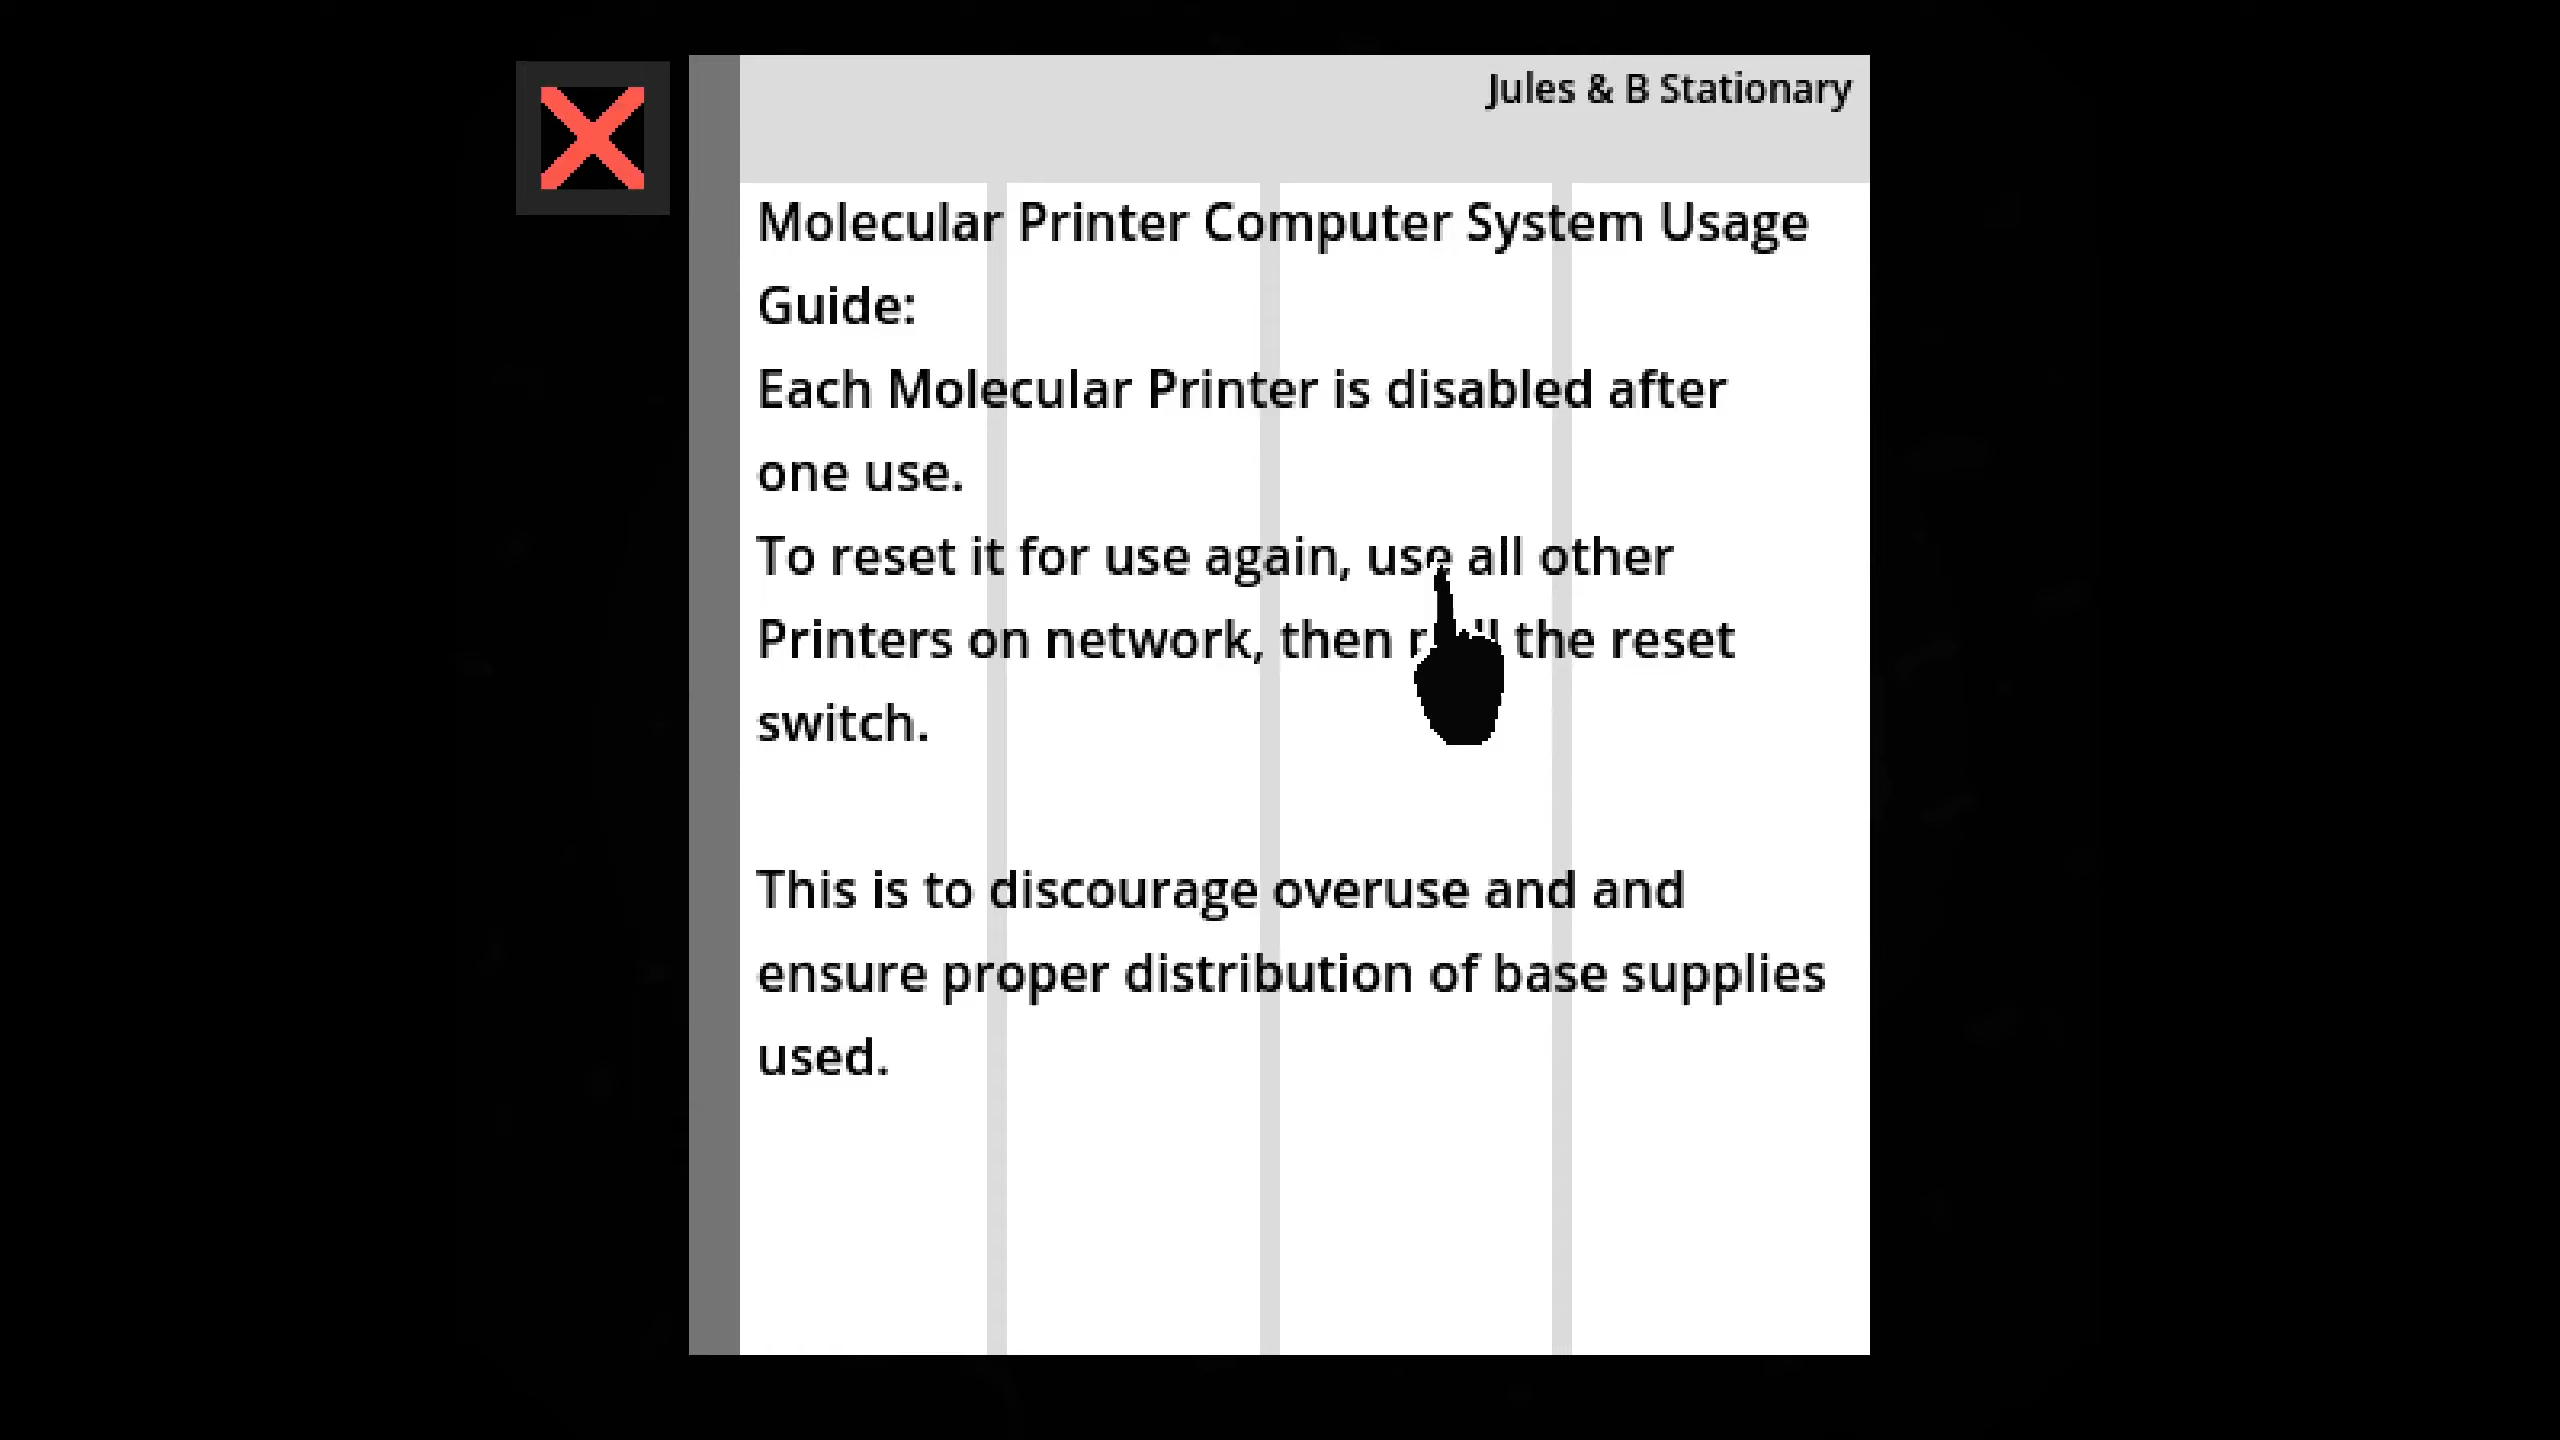 Jules & B Stationary
Molecular Printer Computer System Usage
Guide:
Each Molecular Printer is disabled after
one use.
To reset it for use again, use all other
Printers on network, then the reset
switch.
This is to discourage overuse and and
ensure proper distribution of base supplies
used.